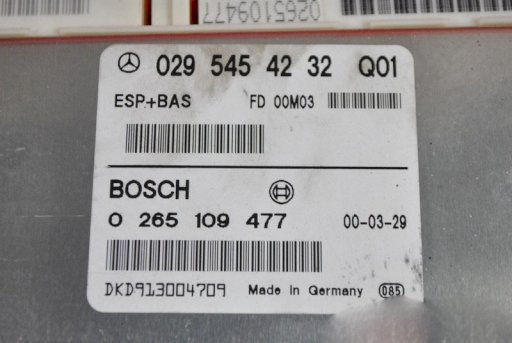 0265109477
0265109477
029 545 42 32 Q01
ESP+BAS FD 00M03
BOSCH
0 265 109 477 00-03-29
DKD913004709 Made in Germany 085